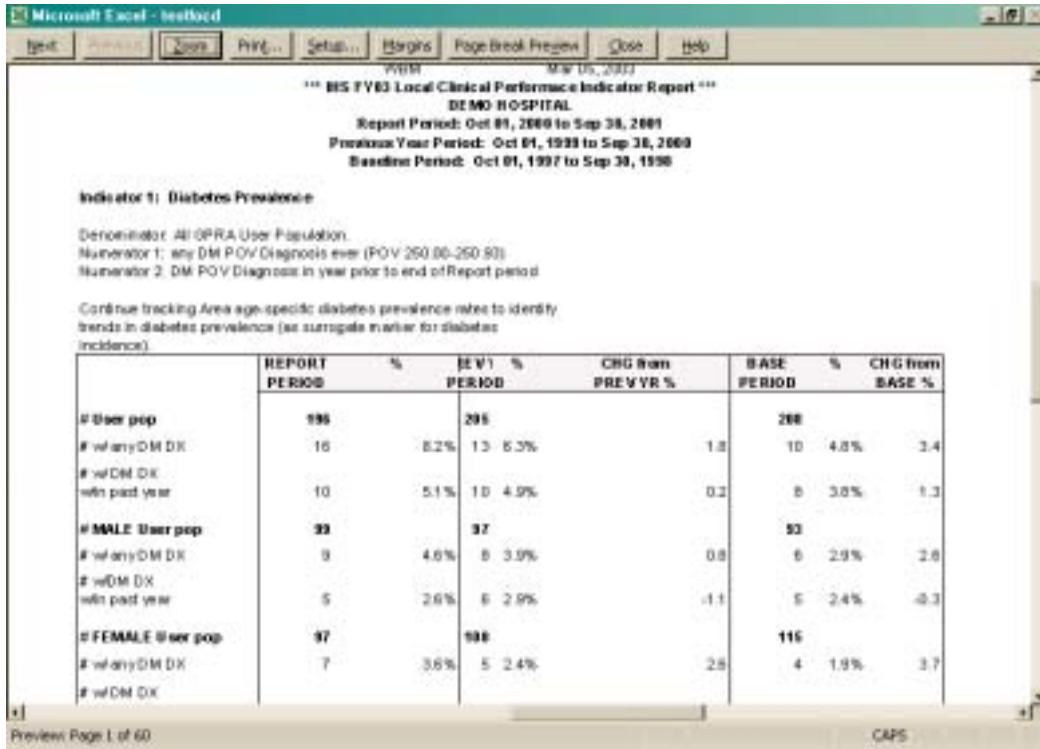 Microsoft Excel - testlocd
Next Previous Zoom Print... Setup... Margins Page Break Preview Close Help
WBM Mar 05, 2003
*** IHS FY03 Local Clinical Performace Indicator Report ***
DEMO HOSPITAL
Report Period: Oct 01, 2000 to Sep 30, 2001
Previous Year Period: Oct 01, 1999 to Sep 30, 2000
Baseline Period: Oct 01, 1997 to Sep 30, 1998
Indicator 1: Diabetes Prevalence
Denominator: All GPRA User Population.
Numerator 1: any DM POV Diagnosis ever (POV 250.00-250.93)
Numerator 2: DM POV Diagnosis in year prior to end of Report period
Continue tracking Area age-specific diabetes prevalence rates to identify
trends in diabetes prevalence (as surrogate marker for diabetes
incidence).
REPORT % % CHG from BASE % CHG from
PERIOD PERIOD PREV YR % PERIOD BASE %
# User pop 196 205 208
# w/ any DM DX 16 8.2% 13 6.3% 1.8 10 4.8% 3.4
# w/DM DX
w/in past year 10 5.1% 10 4.9% 0.2 8 3.8% 1.3
# MALE User pop 99 97 93
# w/ any DM DX 9 4.6% 8 3.9% 0.8 6 2.9%
# w/DM DX
w/in past year 5 2.6% 6 2.9% -1.1 5 2.4% -0.3
# FEMALE User pop 97 108 115
# w/ any DM DX 7 3.6% 5 2.4% 2.6 4 1.9% 3.7
# w/DM DX
Preview: Page 1 of 60 CAPS